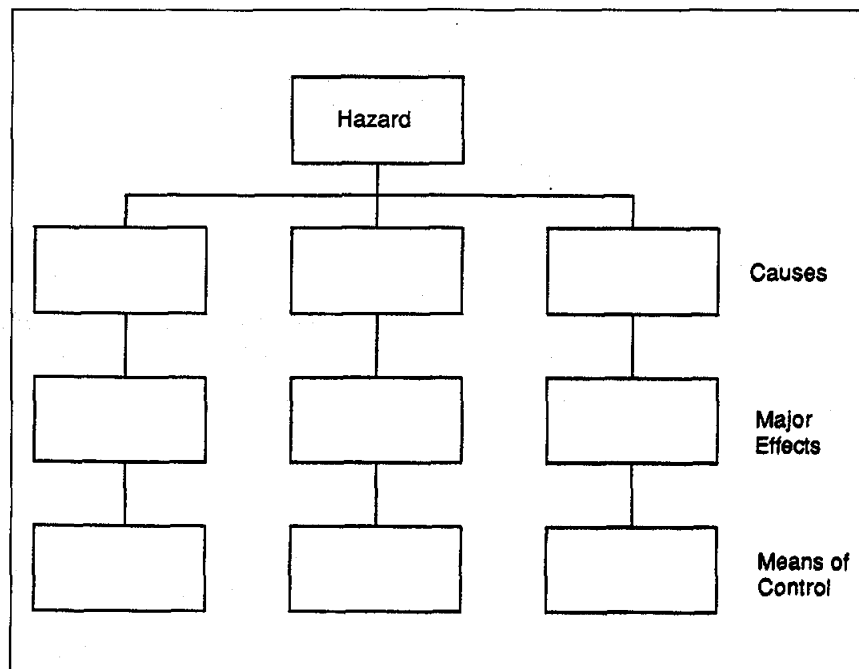 Hazard
Causes
Major
Effects
Means of
Control